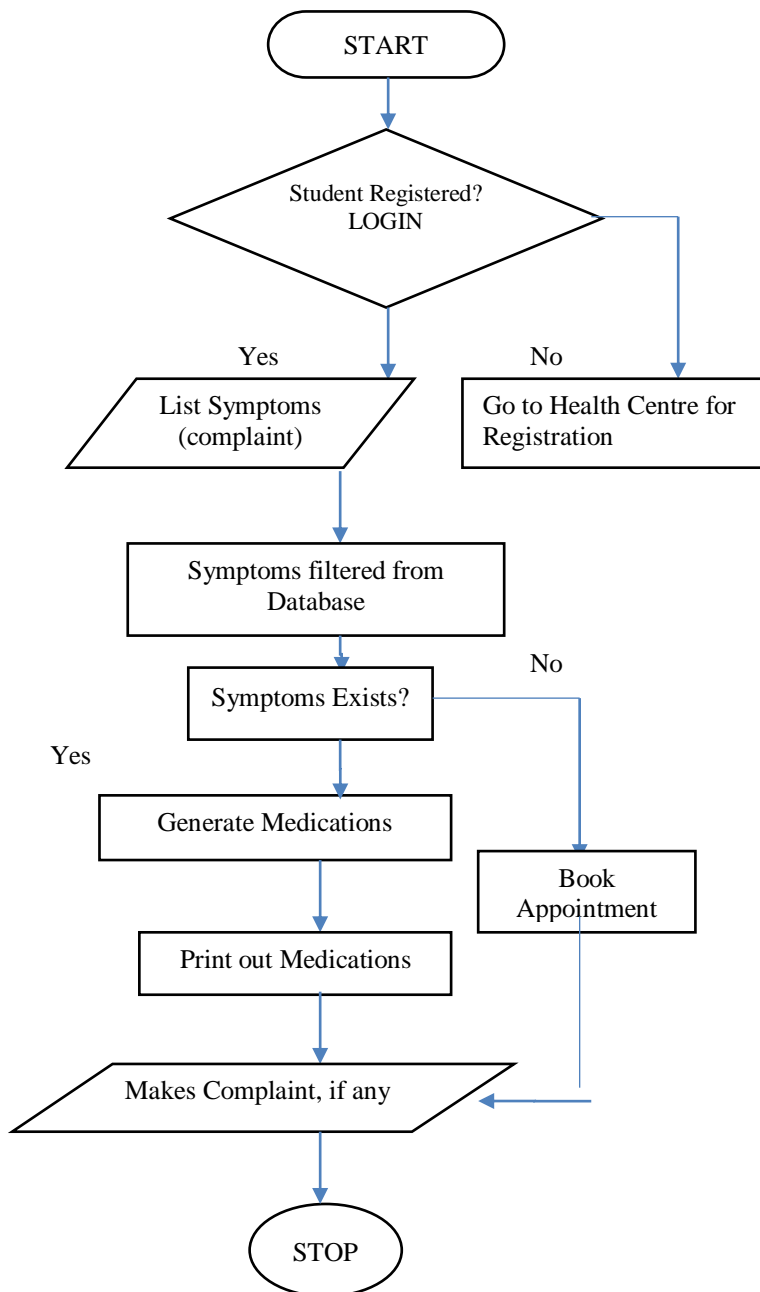 START
Student Registered?
LOGIN
Yes
No
List Symptoms
(complaint)
Go to Health Centre for
Registration
Symptoms filtered from
Database
No
Symptoms Exists?
Yes
Generate Medications
Book
Appointment
Print out Medications
Makes Complaint, if any
STOP